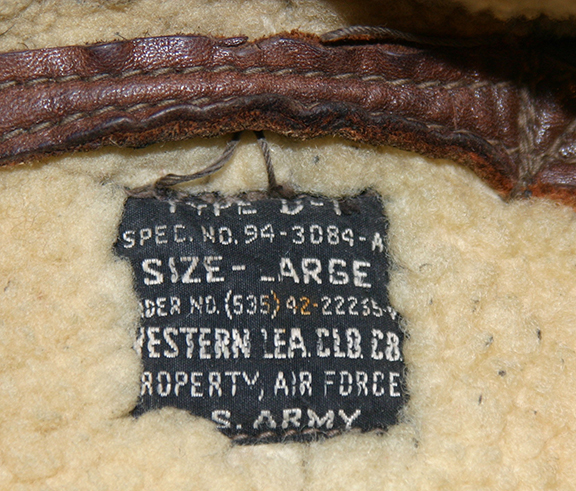 TYPE D-1
SPEC. NO. 94-3084-A
SIZE- LARGE
DER NO. (535) 42-22235-
WESTERN LEA. CLO. CO.
ROPERTY, AIR FORCE
S. ARMY